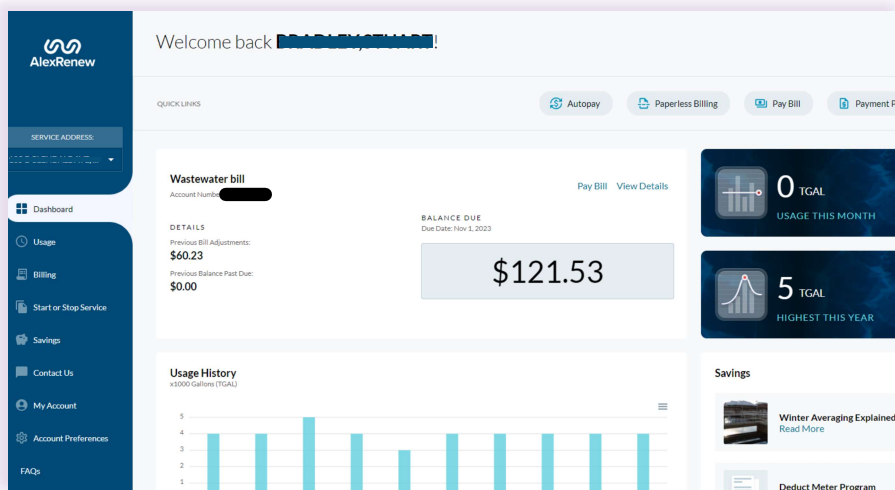 AlexRenew
Welcome back !
QUICK LINKS
Autopay
Paperless Billing
Pay Bill
Payment P
SERVICE ADDRESS:
Dashboard
Usage
Billing
Start or Stop Service
Savings
Contact Us
My Account
Account Preferences
FAQs
Wastewater bill
Account Numbe
Pay Bill View Details
DETAILS
Previous Bill Adjustments:
$60.23
Previous Balance Past Due:
$0.00
BALANCE DUE
Due Date: Nov 1, 2023
$121.53
0 TGAL
USAGE THIS MONTH
5 TGAL
HIGHEST THIS YEAR
Usage History
x1000 Gallons (TGAL)
5
4
3
2
1
Savings
Winter Averaging Explained
Read More
Deduct Meter Program